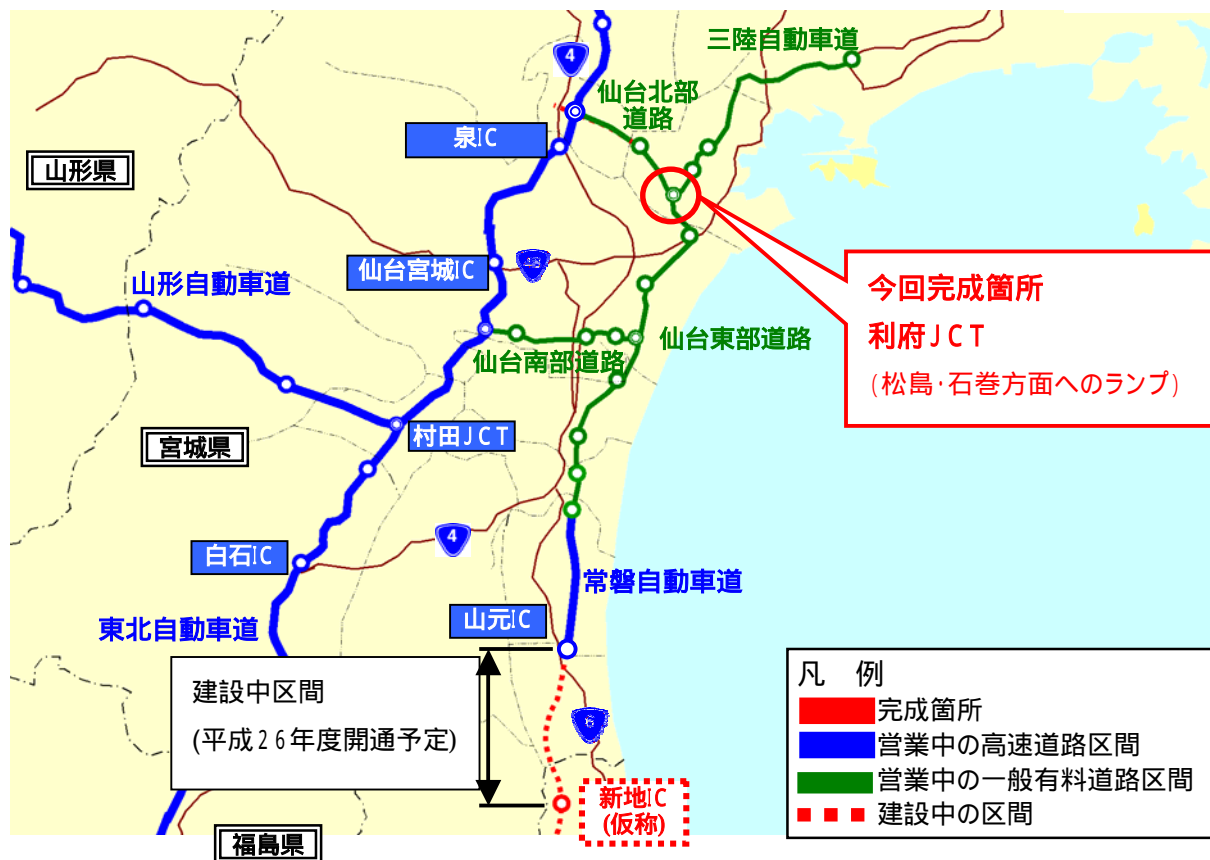 三陸自動車道
4
仙台北部
道路
泉IC
山形県
仙台宮城IC
48
山形自動車道
今回完成箇所
利府JCT
(松島・石巻方面へのランプ)
仙台東部道路
仙台南部道路
村田JCT
宮城県
4
白石IC
常磐自動車道
山元IC
東北自動車道
建設中区間
(平成26年度開通予定)
6
新地IC
(仮称)
福島県
凡 例
完成箇所
営業中の高速道路区間
営業中の一般有料道路区間
建設中の区間